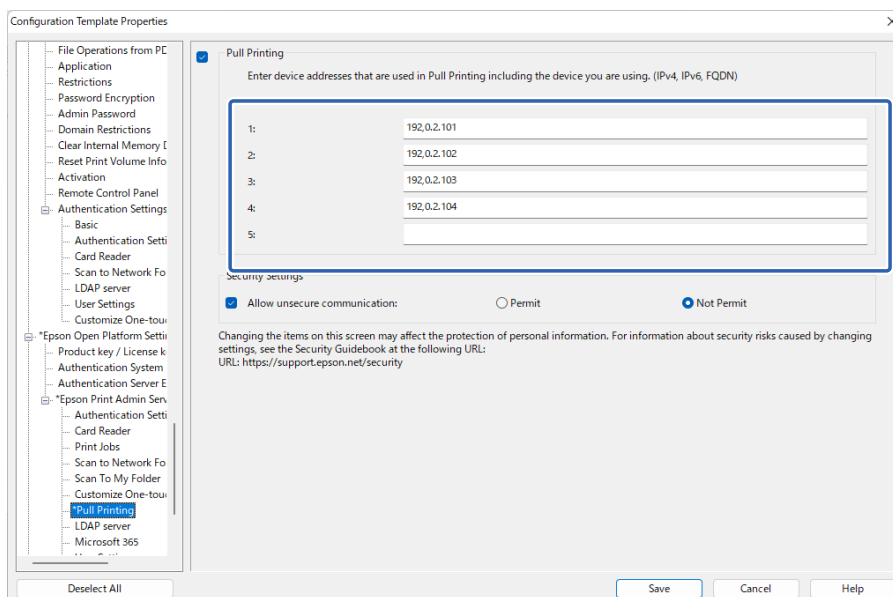 Configuration Template Properties
File Operations from PD
Application
Restrictions
Password Encryption
Admin Password
Domain Restrictions
Clear Internal Memory D
Reset Print Volume Info
Activation
Remote Control Panel
Authentication Settings
Basic
Authentication Setti
Card Reader
Scan to Network Fo
LDAP server
User Settings
Customize One-touc
*Epson Open Platform Settin
Product key / License k
Authentication System
Authentication Server E
*Epson Print Admin Serv
Authentication Setti
Card Reader
Print Jobs
Scan to Network Fo
Scan To My Folder
Customize One-touc
*Pull Printing
LDAP server
Microsoft 365
Pull Printing
Enter device addresses that are used in Pull Printing including the device you are using. (IPv4, IPv6, FQDN)
1: 192,0.2.101
2: 192,0.2.102
3: 192,0.2.103
4: 192,0.2.104
5:
Security Settings
Allow unsecure communication: Permit Not Permit
Changing the items on this screen may affect the protection of personal information. For information about security risks caused by changing
settings, see the Security Guidebook at the following URL:
URL: https://support.epson.net/security
Deselect All Save Cancel Help